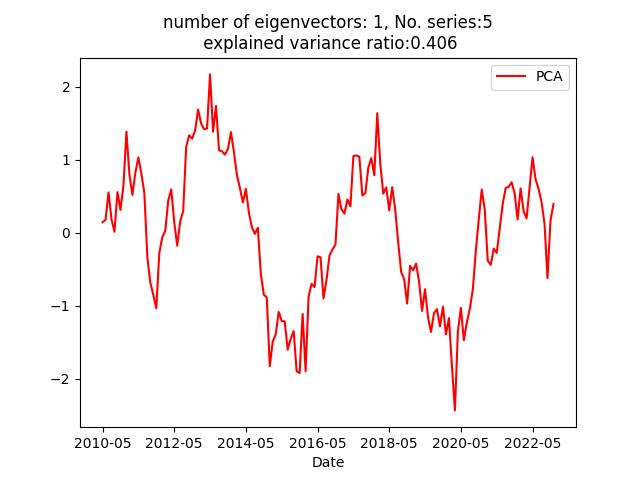 number of eigenvectors: 1, No. series:5
explained variance ratio:0.406
PCA
2
1
0
−1
−2
2010-05 2012-05 2014-05 2016-05 2018-05 2020-05 2022-05
Date